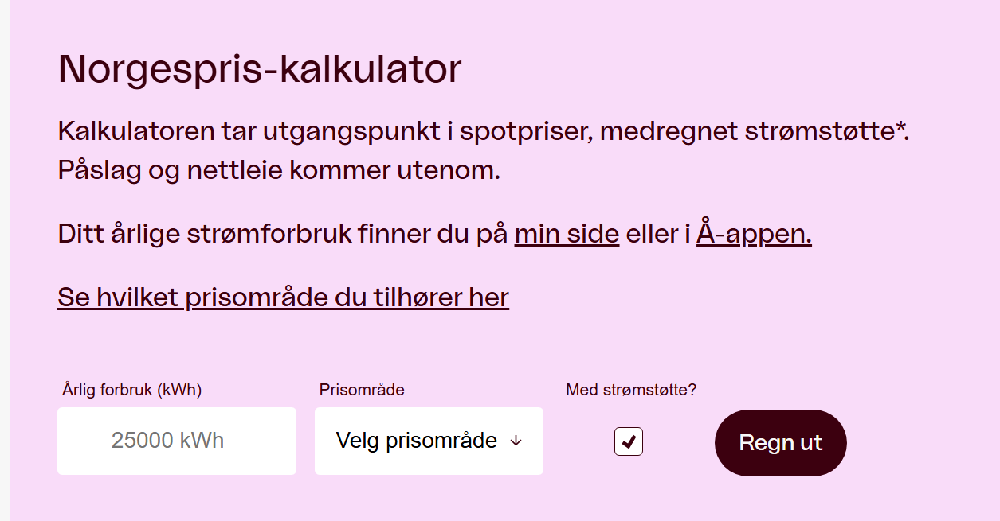 Norgespris-kalkulator
Kalkulatoren tar utgangspunkt i spotpriser, medregnet strømstøtte*.
Påslag og nettleie kommer utenom.
Ditt årlige strømforbruk finner du på min side eller i Å-appen.
Se hvilket prisområde du tilhører her
Årlig forbruk (kWh)
Prisområde
Med strømstøtte?
25000 kWh
Velg prisområde ↓
Regn ut